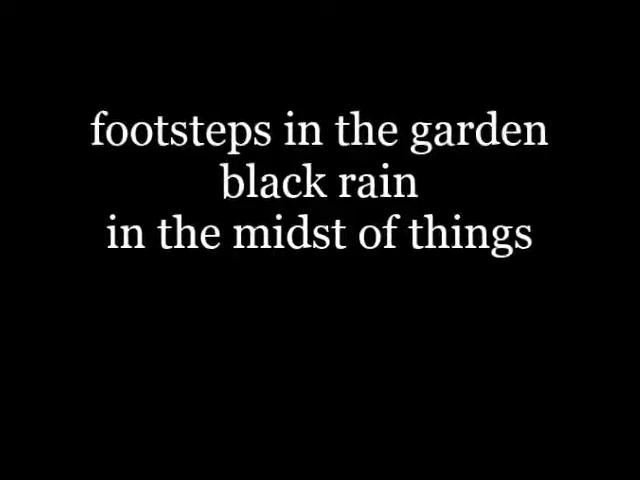 footsteps in the garden
black rain
in the midst of things